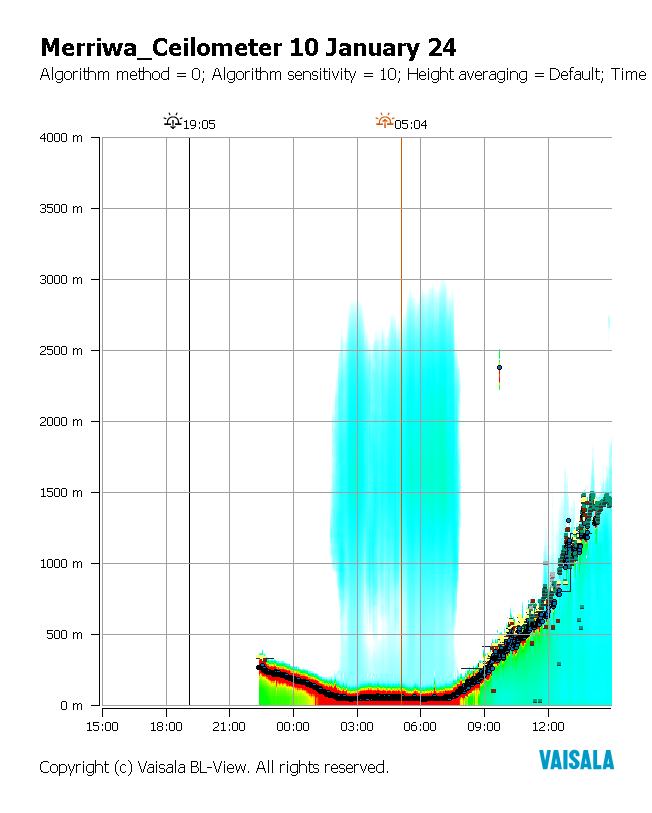 Merriwa_Ceilometer 10 January 24
Algorithm method = 0; Algorithm sensitivity = 10; Height averaging = Default; Time
19:05 05:04
4000 m
3500 m
3000 m
2500 m
2000 m
1500 m
1000 m
500 m
0 m
15:00 18:00 21:00 00:00 03:00 06:00 09:00 12:00
Copyright (c) Vaisala BL-View. All rights reserved.
VAISALA